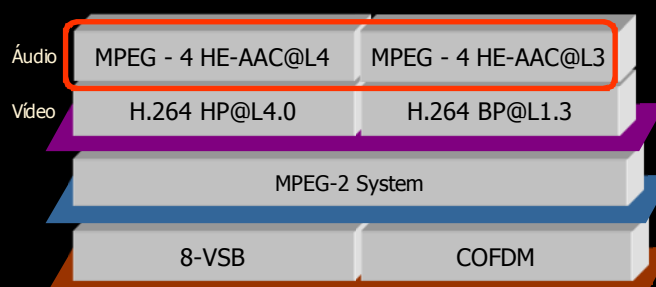 Áudio MPEG - 4 HE-AAC@L4 MPEG - 4 HE-AAC@L3
Vídeo H.264 HP@L4.0 H.264 BP@L1.3
MPEG-2 System
8-VSB COFDM